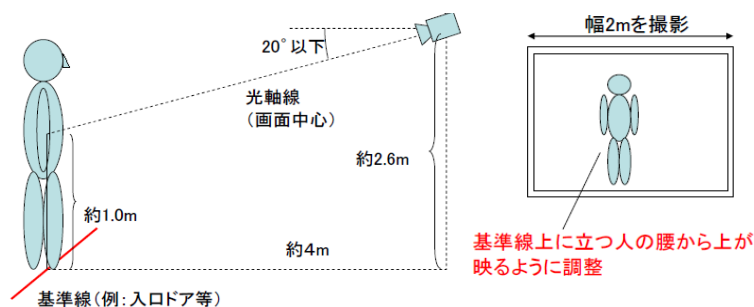 20°以下
光軸線
(画面中心)
約2.6m
約1.0m
約4m
基準線(例:入口ドア等)
幅2mを撮影
基準線上に立つ人の腰から上が
映るように調整